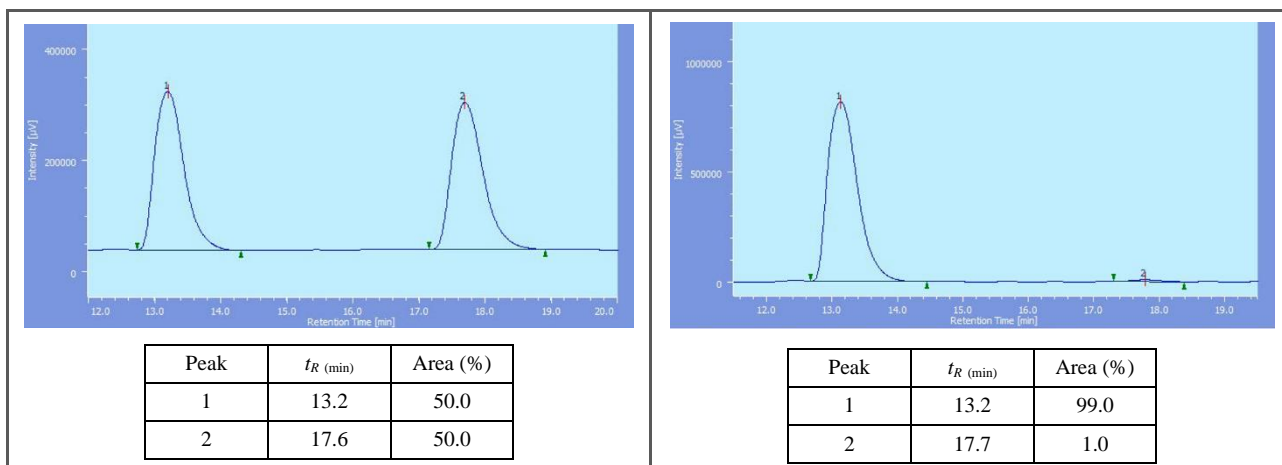 400000
200000
0
Intensity [µV]
1
2
12.0 13.0 14.0 15.0 16.0 17.0 18.0 19.0 20.0
Retention Time [min]
Peak tR (min) Area (%)
1 13.2 50.0
2 17.6 50.0
1000000
500000
0
Intensity [µV]
1
2
12.0 13.0 14.0 15.0 16.0 17.0 18.0 19.0
Retention Time [min]
Peak tR (min) Area (%)
1 13.2 99.0
2 17.7 1.0